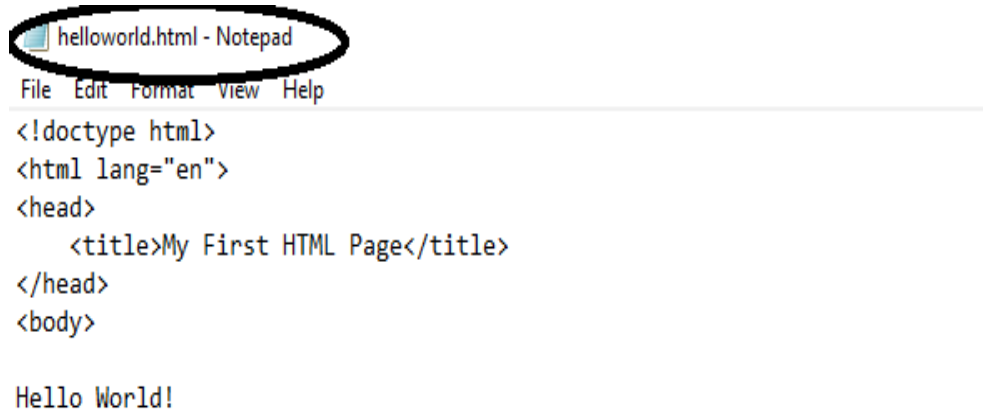 helloworld.html - Notepad
File Edit Format View Help
<!doctype html>
<html lang="en">
<head>
    <title>My First HTML Page</title>
</head>
<body>

Hello World!